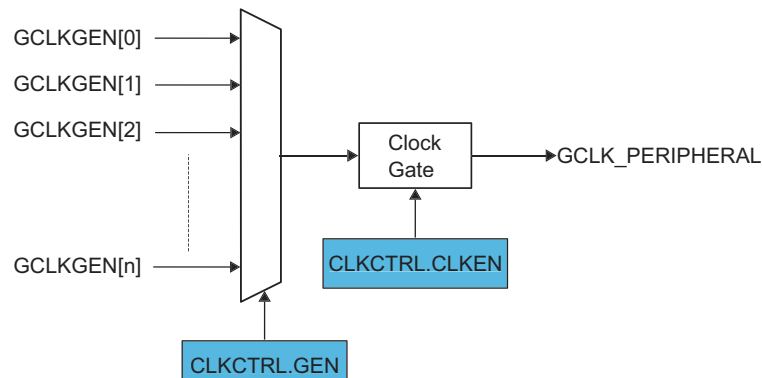 GCLKGEN[0]
GCLKGEN[1]
GCLKGEN[2]
GCLKGEN[n]
Clock
Gate
GCLK_PERIPHERAL
CLKCTRL.CLKEN
CLKCTRL.GEN